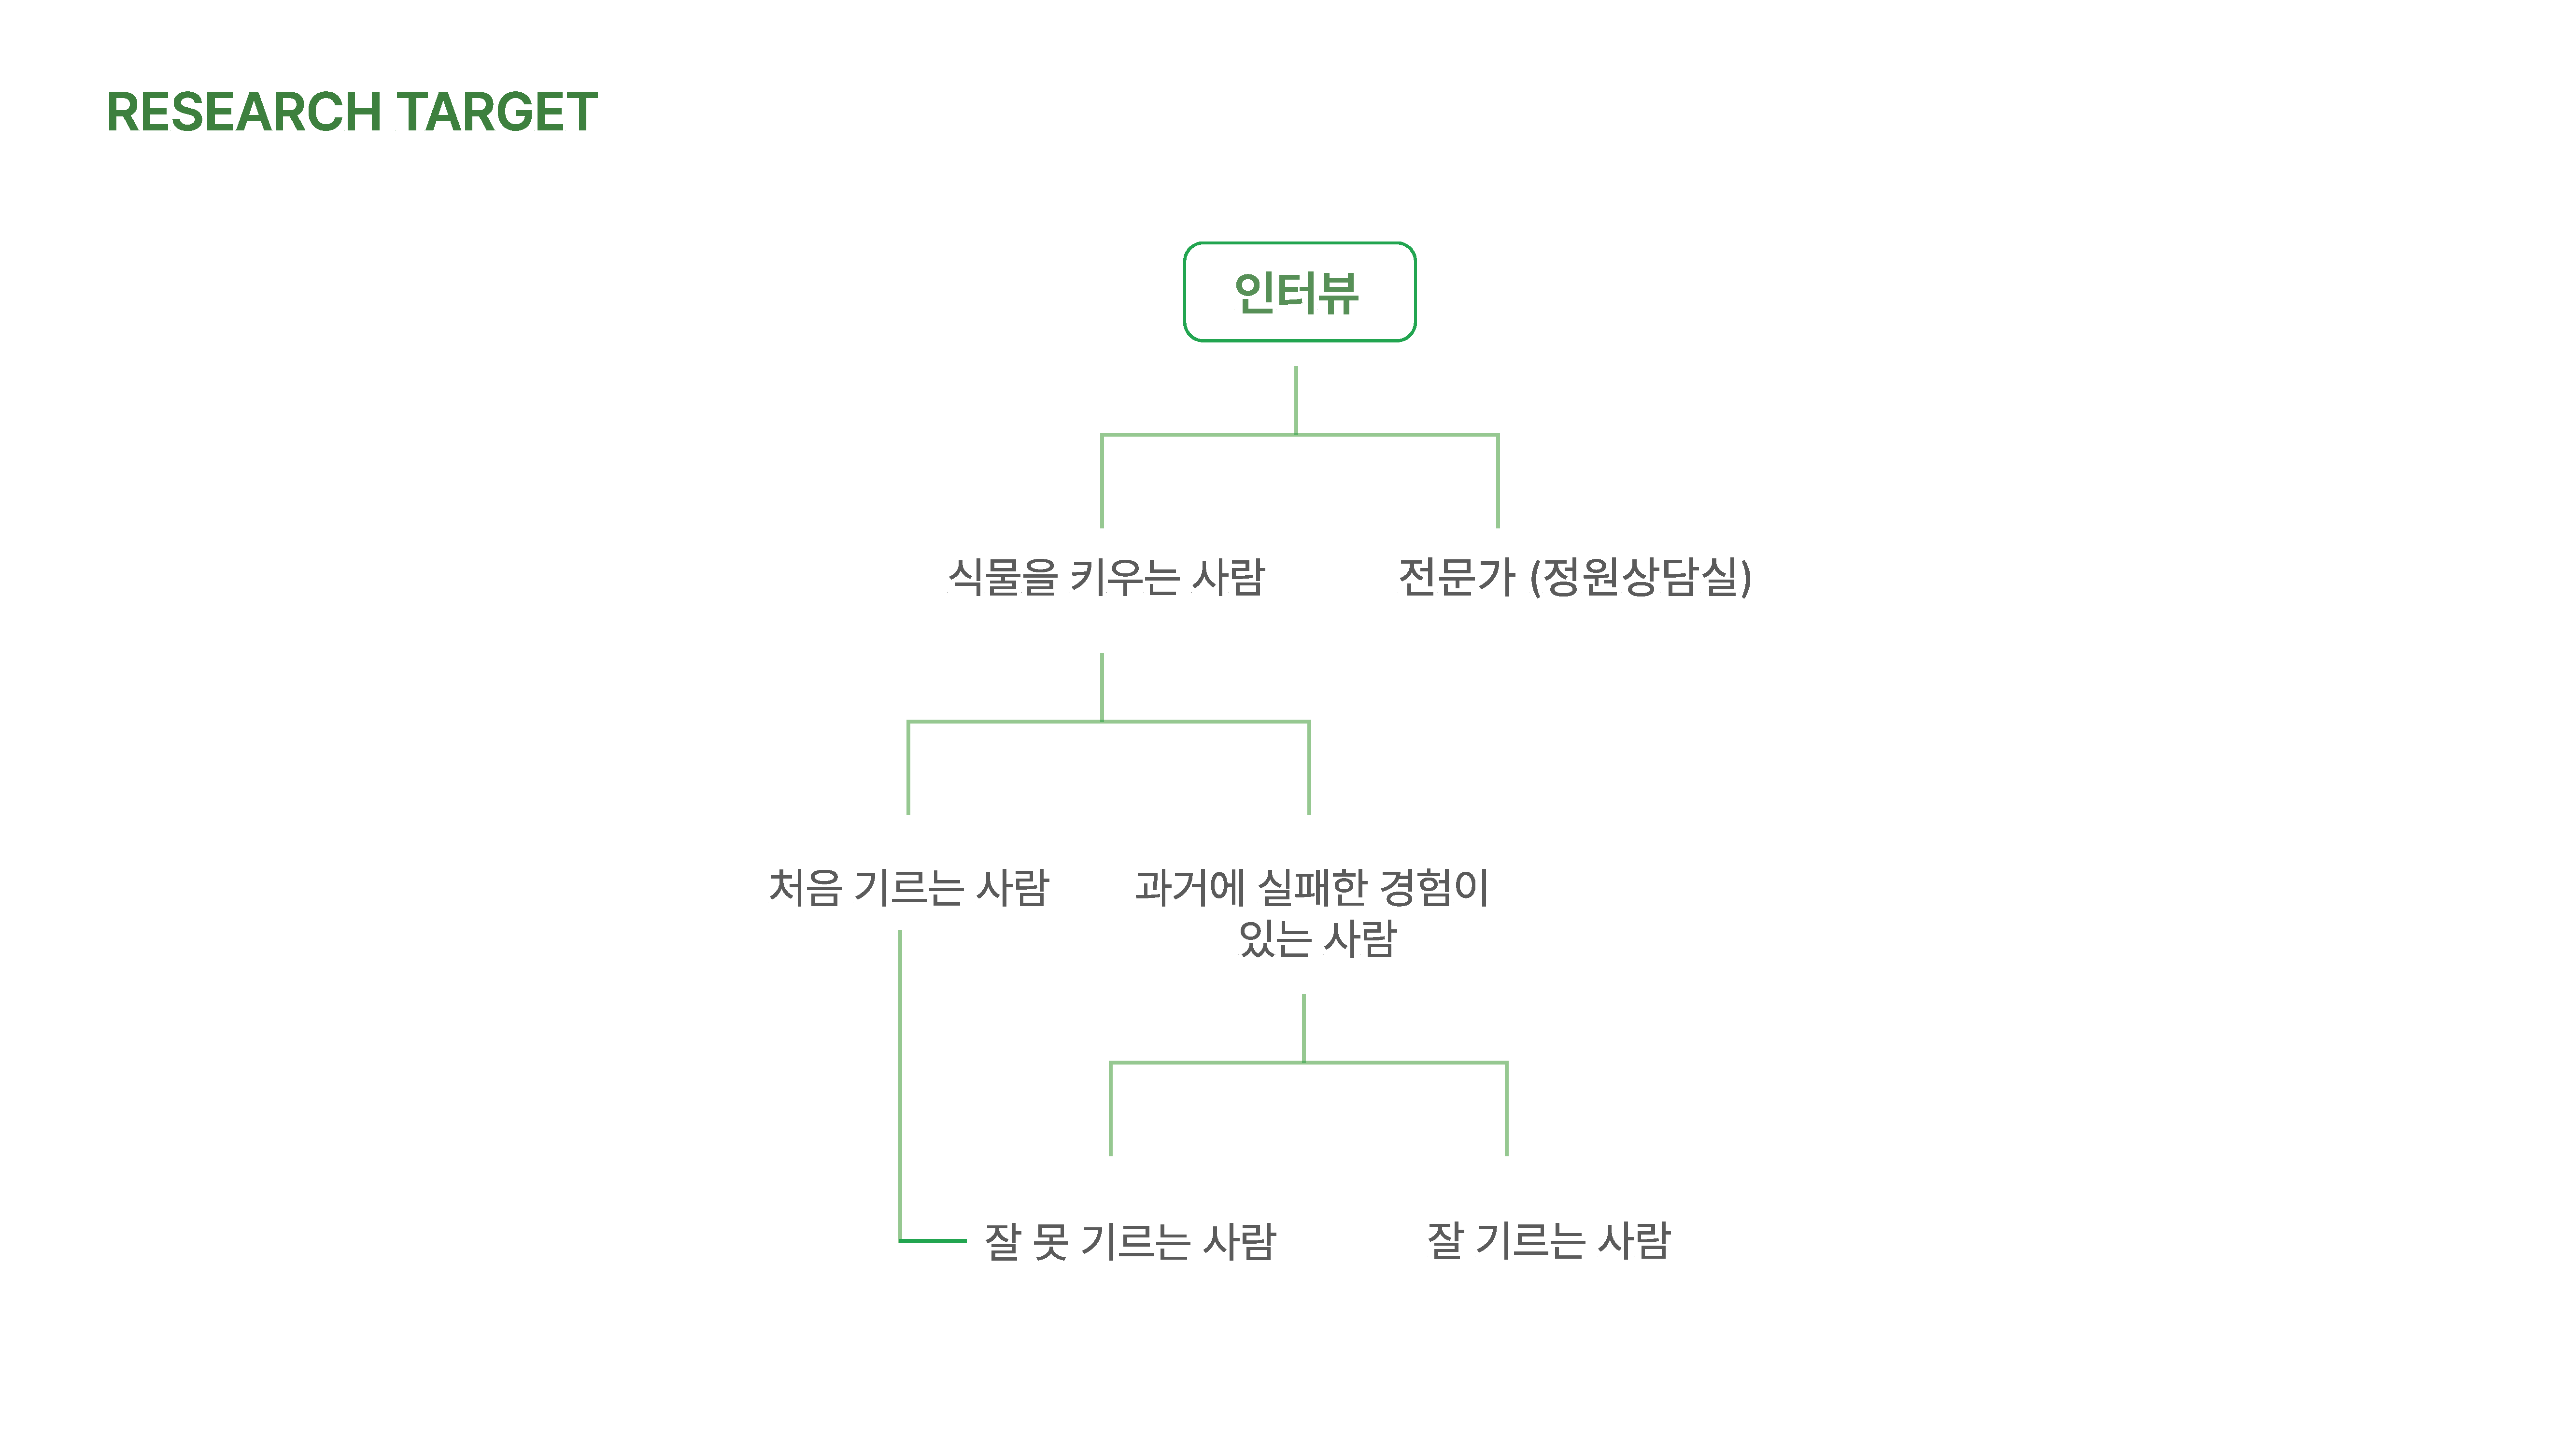 RESEARCH TARGET
인터뷰
식물을 키우는 사람
전문가 (정원상담실)
처음 기르는 사람
과거에 실패한 경험이
있는 사람
잘 못 기르는 사람
잘 기르는 사람